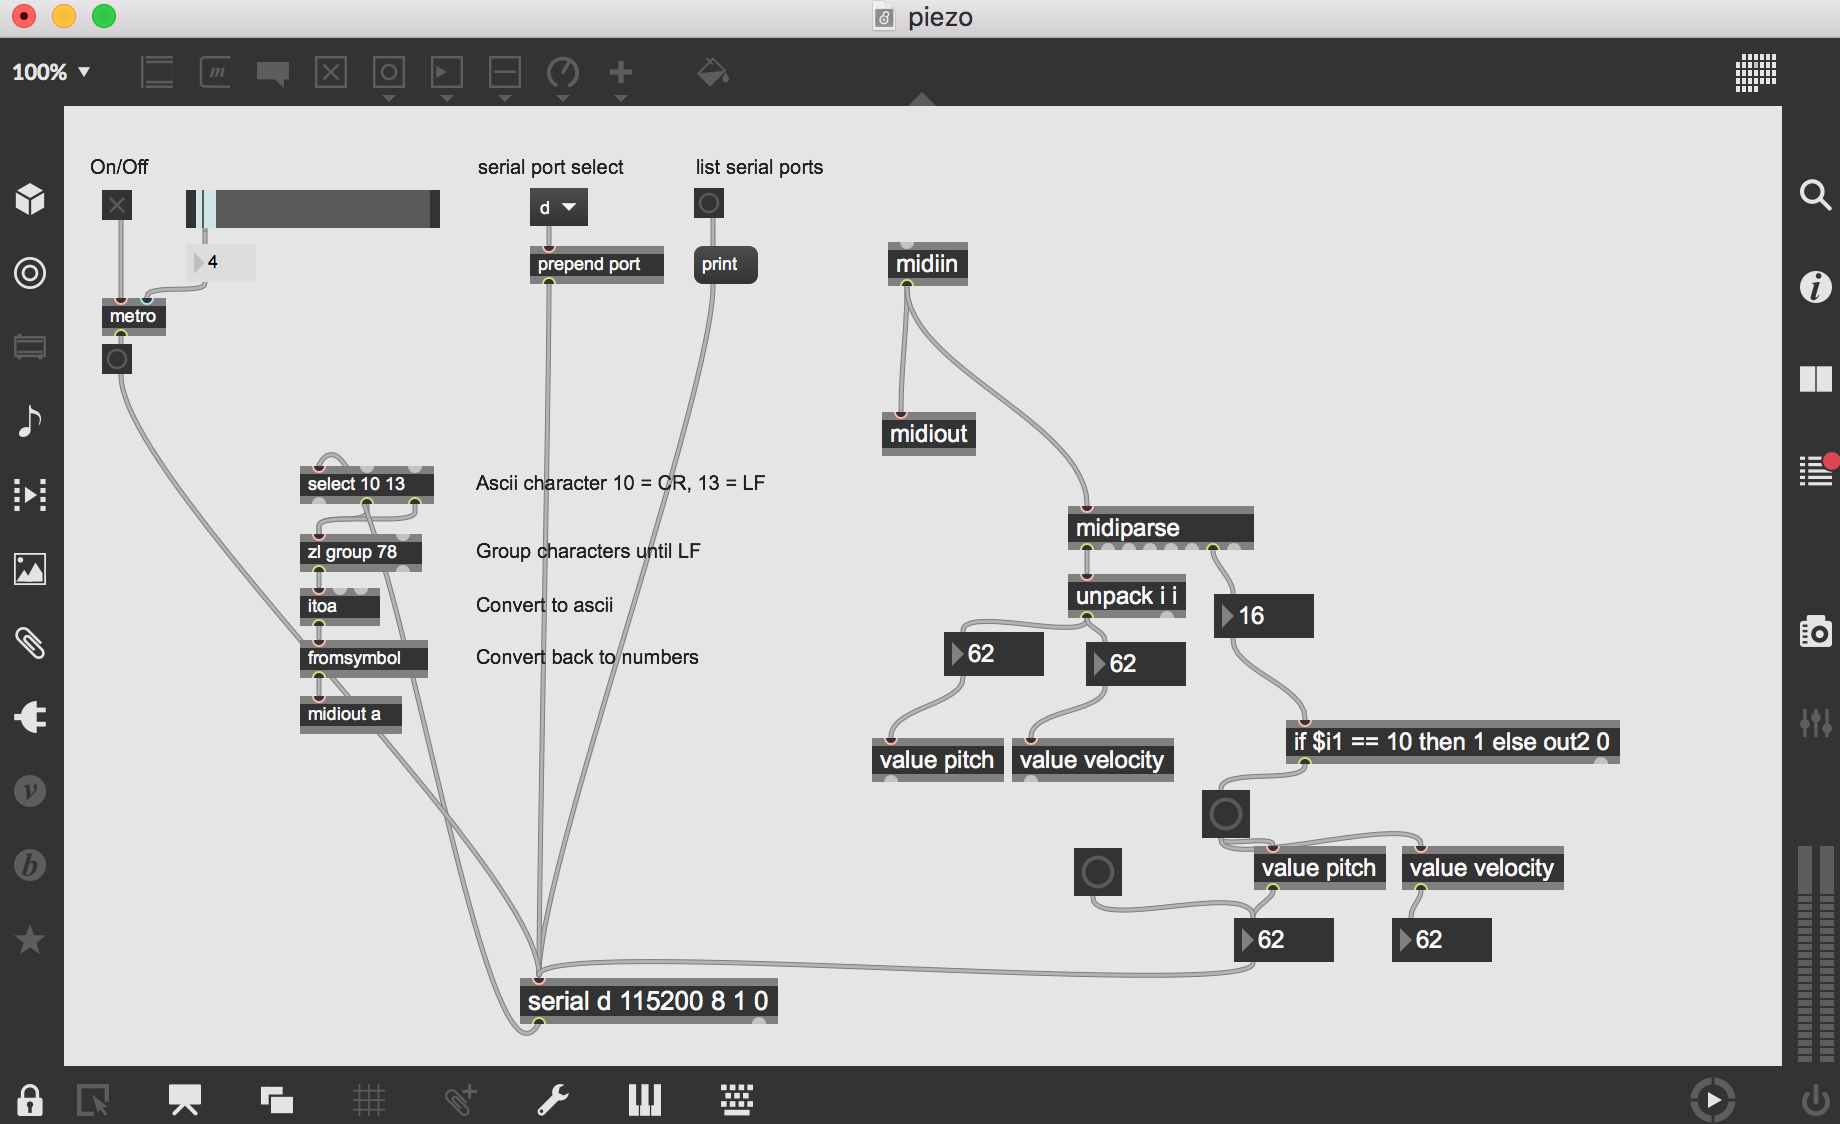 piezo
100%
On/Off
serial port select
list serial ports
d
4
prepend port
print
midiin
metro
midiout
select 10 13
Ascii character 10 = CR, 13 = LF
midiparse
zl group 78
Group characters until LF
itoa
Convert to ascii
unpack i i
16
fromsymbol
Convert back to numbers
62
62
midiout a
if $i1 == 10 then 1 else out2 0
value pitch
value velocity
value pitch
value velocity
62
62
serial d 115200 8 1 0